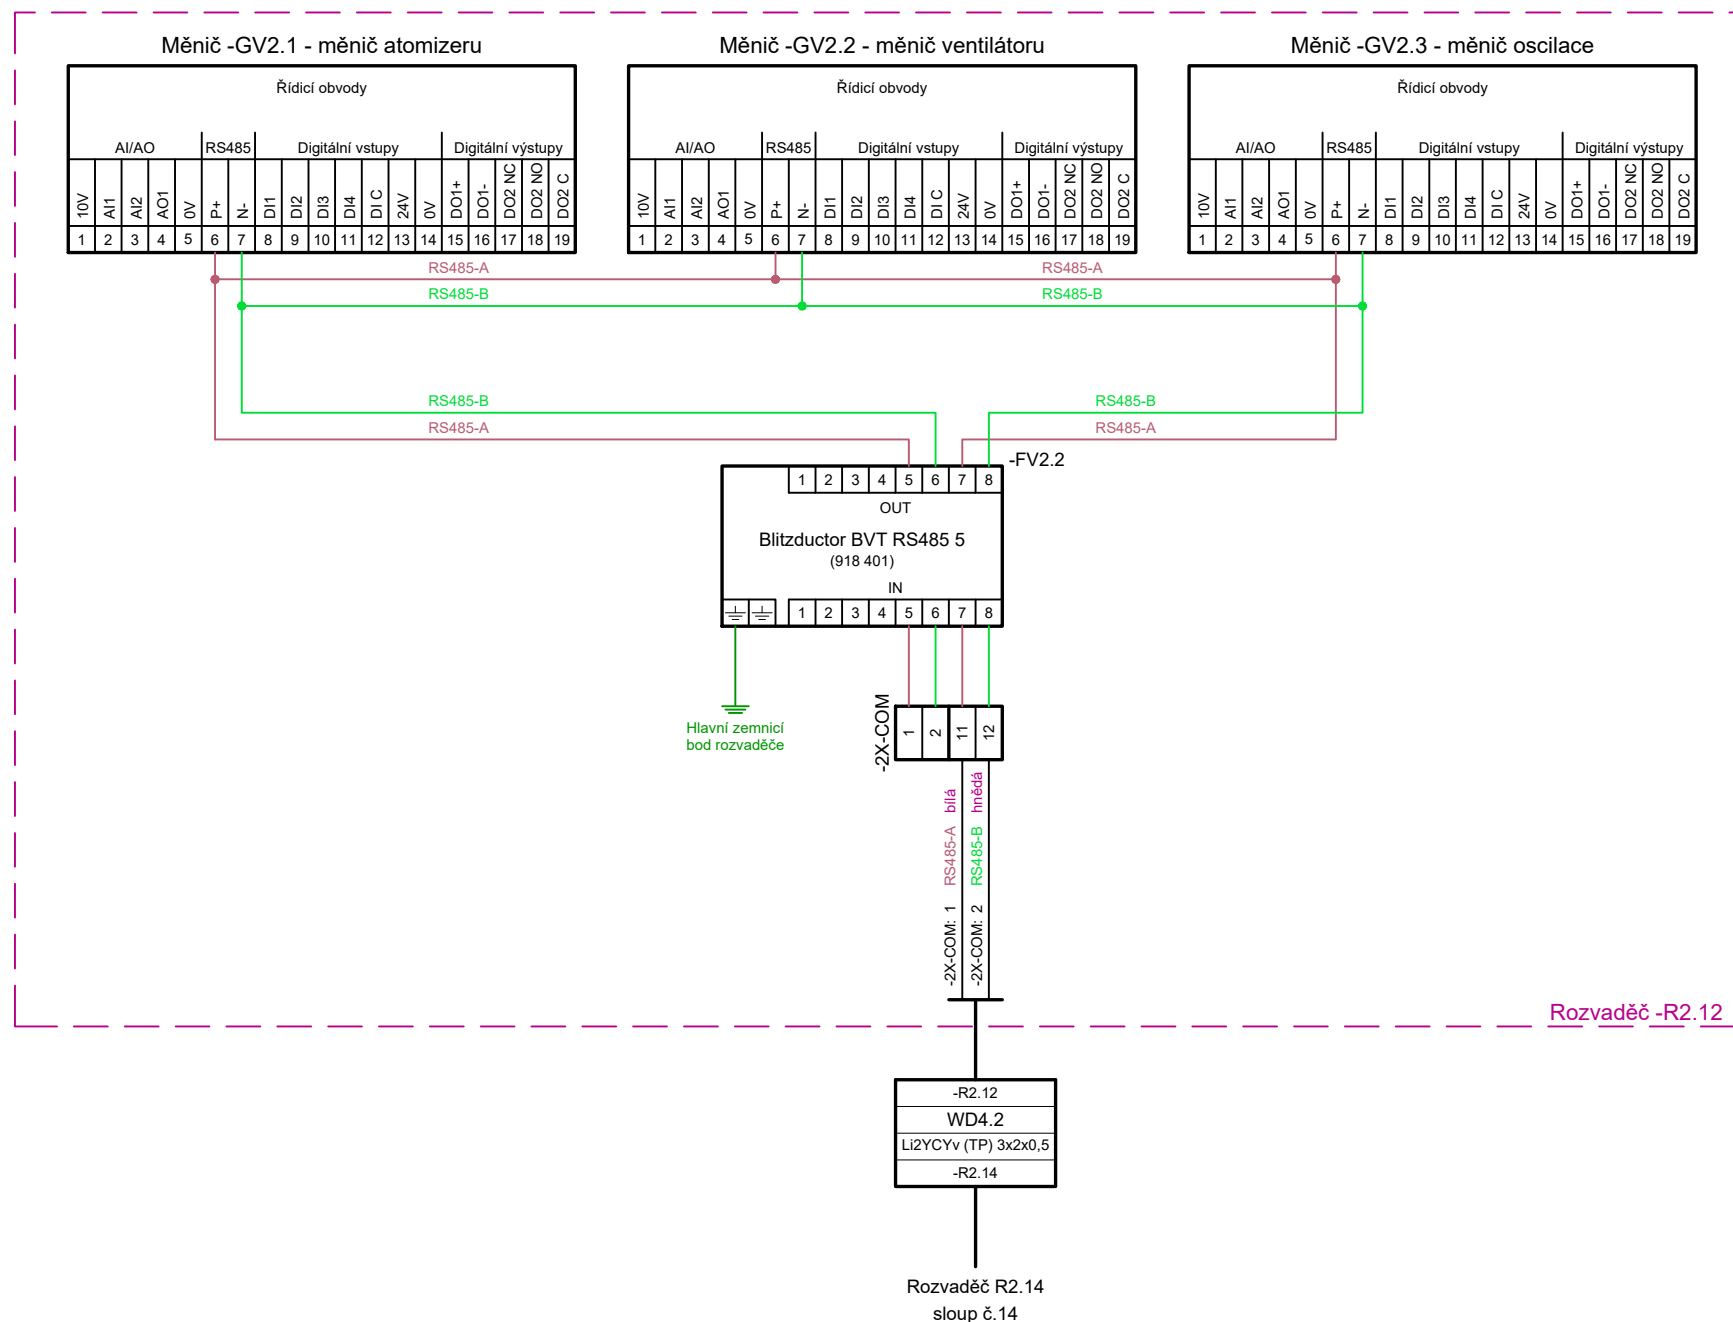 Měnič -GV2.1 - měnič atomizeru
Měnič -GV2.2 - měnič ventilátoru
Měnič -GV2.3 - měnič oscilace
Řídicí obvody
AI/AO RS485 Digitální vstupy Digitální výstupy
10V AI1 AI2 AO1 0V P+ N- DI1 DI2 DI3 DI4 DI C 24V 0V DO1+ DO1- DO2 NC DO2 NO DO2 C
1 2 3 4 5 6 7 8 9 10 11 12 13 14 15 16 17 18 19
Řídicí obvody
AI/AO RS485 Digitální vstupy Digitální výstupy
10V AI1 AI2 AO1 0V P+ N- DI1 DI2 DI3 DI4 DI C 24V 0V DO1+ DO1- DO2 NC DO2 NO DO2 C
1 2 3 4 5 6 7 8 9 10 11 12 13 14 15 16 17 18 19
Řídicí obvody
AI/AO RS485 Digitální vstupy Digitální výstupy
10V AI1 AI2 AO1 0V P+ N- DI1 DI2 DI3 DI4 DI C 24V 0V DO1+ DO1- DO2 NC DO2 NO DO2 C
1 2 3 4 5 6 7 8 9 10 11 12 13 14 15 16 17 18 19
RS485-A RS485-A
RS485-B RS485-B
RS485-B RS485-B
RS485-A RS485-A
-FV2.2
1 2 3 4 5 6 7 8
OUT
Blitzductor BVT RS485 5
(918 401)
IN
1 2 3 4 5 6 7 8
Hlavní zemnicí
bod rozvaděče
-2X-COM
1 2 11 12
-2X-COM: 1 RS485-A bílá
-2X-COM: 2 RS485-B hnědá
Rozvaděč -R2.12
-R2.12
WD4.2
Li2YCYv (TP) 3x2x0,5
-R2.14
Rozvaděč R2.14
sloup č.14